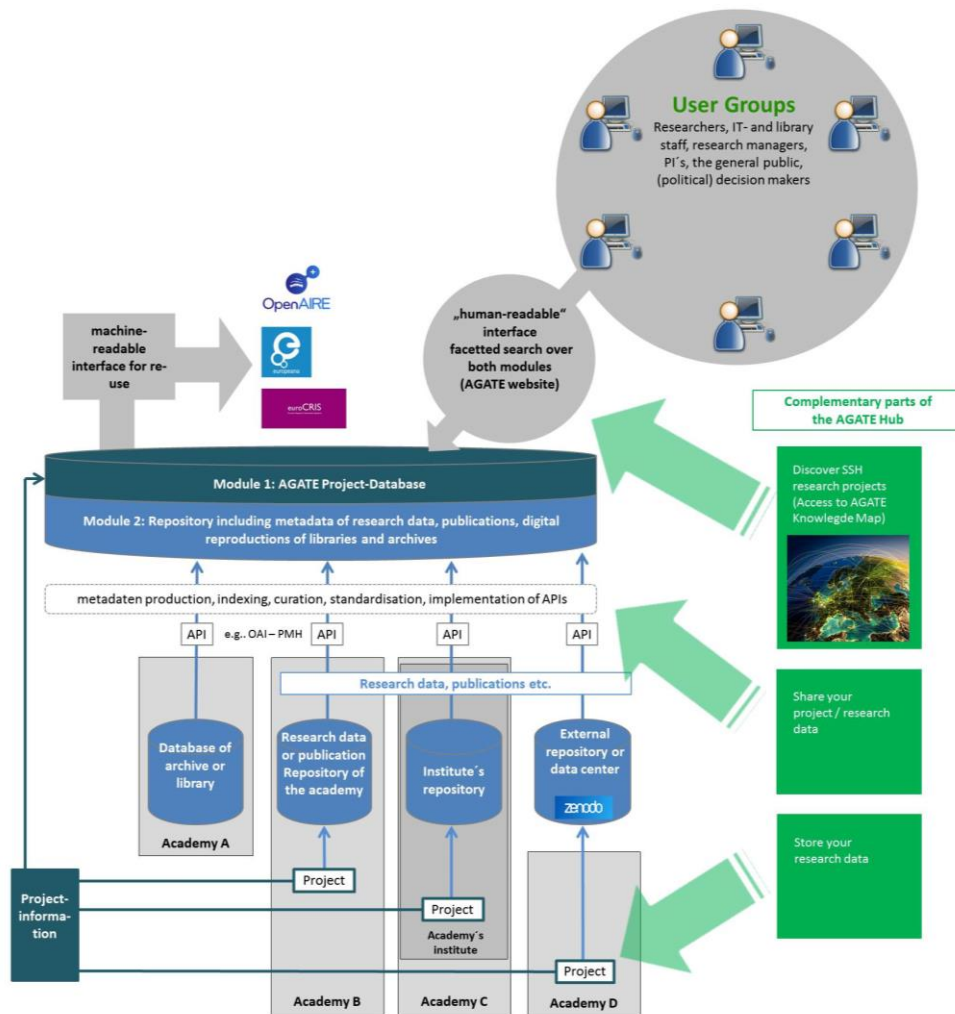 User Groups
Researchers, IT- and library
staff, research managers,
PI´s, the general public,
(political) decision makers
OpenAIRE
europeana
euroCRIS
machine-
readable
interface for re-
use
„human-readable“
interface
facetted search over
both modules
(AGATE website)
Complementary parts of
the AGATE Hub
Discover SSH
research projects
(Access to AGATE
Knowlegde Map)
Module 1: AGATE Project-Database
Module 2: Repository including metadata of research data, publications, digital
reproductions of libraries and archives
metadaten production, indexing, curation, standardisation, implementation of APIs
API
e.g.. OAI – PMH
API
API
API
Research data, publications etc.
Share your
project / research
data
Database of
archive or
library
Research data
or publication
Repository of
the academy
Institute´s
repository
External
repository or
data center
zenodo
Academy A
Store your
research data
Project-
informa-
tion
Project
Project
Academy´s
institute
Project
Academy B
Academy C
Academy D